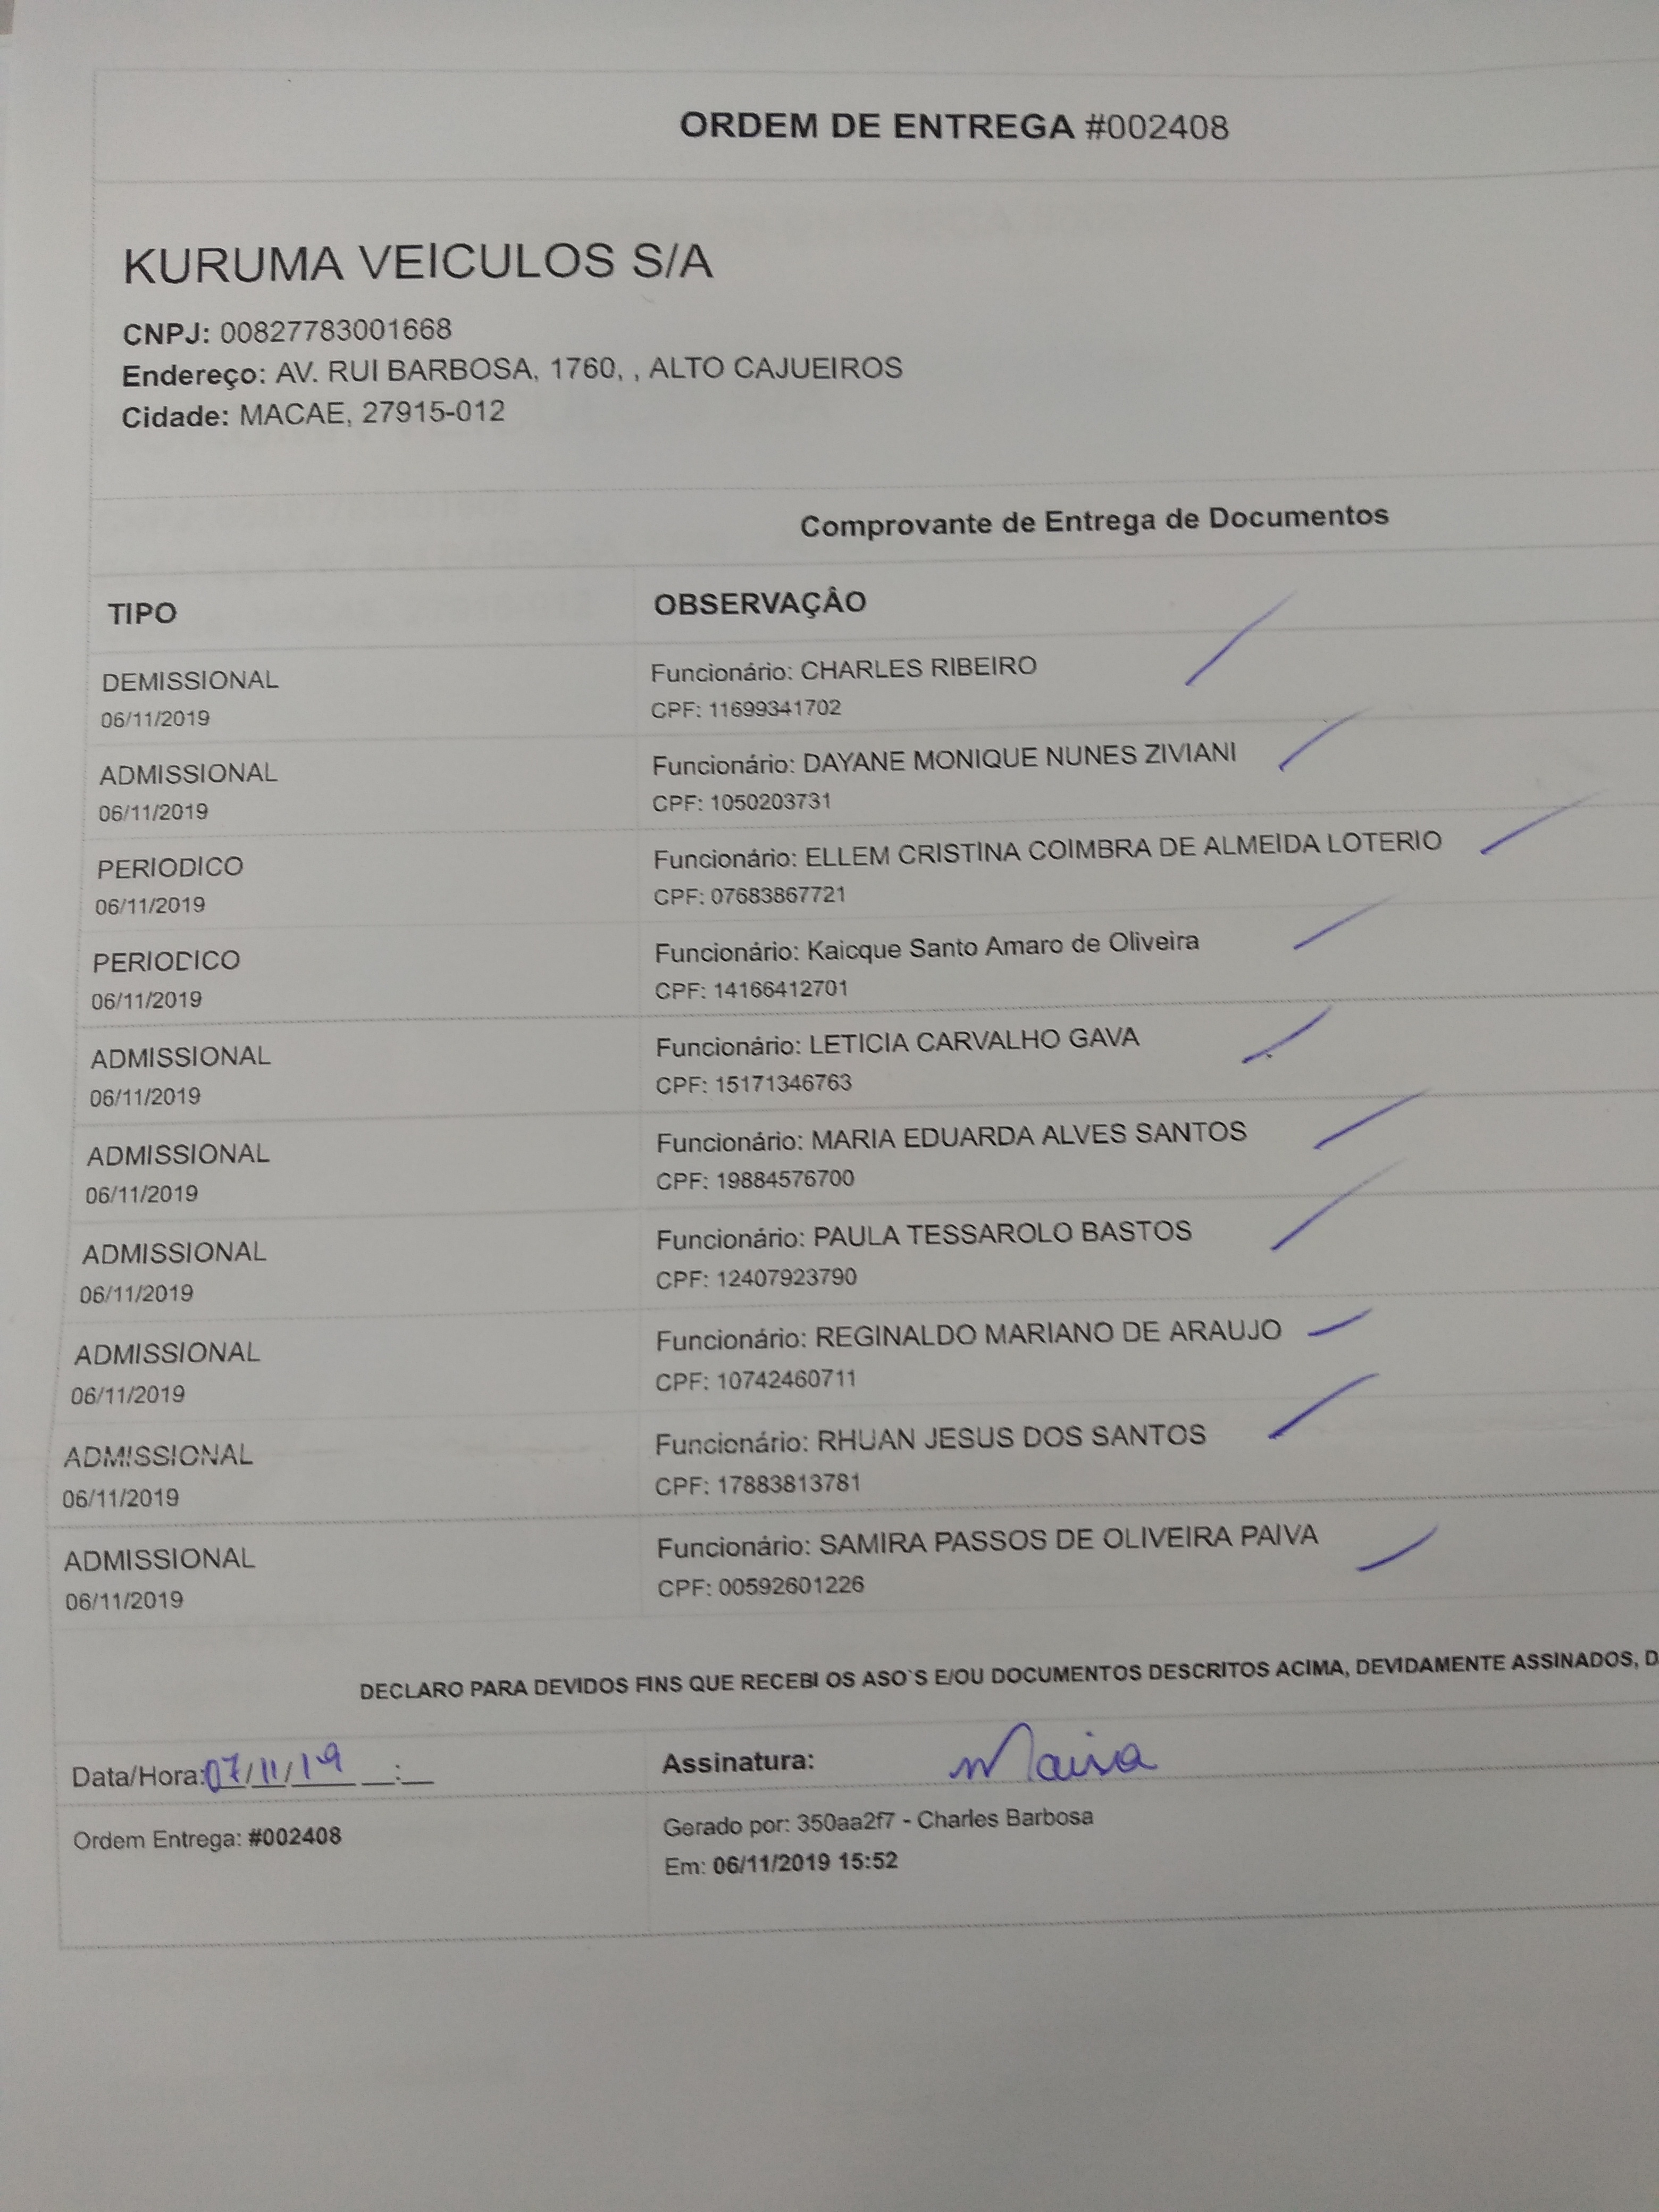 ORDEM DE ENTREGA #002408
KURUMA VEICULOS S/A
CNPJ: 00827783001668
Endereço: AV. RUI BARBOSA, 1760, , ALTO CAJUEIROS
Cidade: MACAE, 27915-012
Comprovante de Entrega de Documentos
TIPO OBSERVAÇÂO
DEMISSIONAL Funcionário: CHARLES RIBEIRO
06/11/2019 CPF: 11699341702
ADMISSIONAL Funcionário: DAYANE MONIQUE NUNES ZIVIANI
06/11/2019 CPF: 1050203731
PERIODICO Funcionário: ELLEM CRISTINA COIMBRA DE ALMEIDA LOTERIO
06/11/2019 CPF: 07683867721
PERIODICO Funcionário: Kaicque Santo Amaro de Oliveira
06/11/2019 CPF: 14166412701
ADMISSIONAL Funcionário: LETICIA CARVALHO GAVA
06/11/2019 CPF: 15171346763
ADMISSIONAL Funcionário: MARIA EDUARDA ALVES SANTOS
06/11/2019 CPF: 19884576700
ADMISSIONAL Funcionário: PAULA TESSAROLO BASTOS
06/11/2019 CPF: 12407923790
ADMISSIONAL Funcionário: REGINALDO MARIANO DE ARAUJO
06/11/2019 CPF: 10742460711
ADMISSIONAL Funcionário: RHUAN JESUS DOS SANTOS
06/11/2019 CPF: 17883813781
ADMISSIONAL Funcionário: SAMIRA PASSOS DE OLIVEIRA PAIVA
06/11/2019 CPF: 00592601226
DECLARO PARA DEVIDOS FINS QUE RECEBI OS ASO`S E/OU DOCUMENTOS DESCRITOS ACIMA, DEVIDAMENTE ASSINADOS,
Data/Hora: 07/11/19 __:__ Assinatura: Maisa
Ordem Entrega: #002408 Gerado por: 350aa2f7 - Charles Barbosa
Em: 06/11/2019 15:52